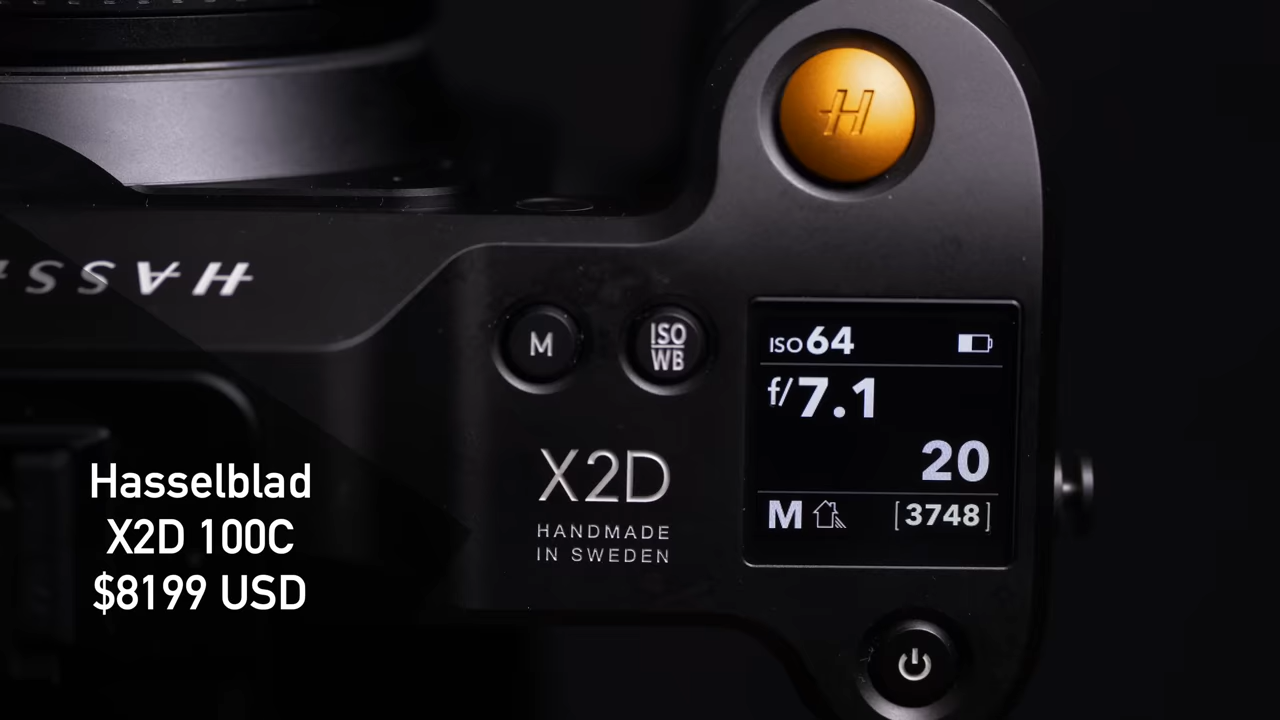 H
HASS
M
ISO
WB
ISO 64
f/7.1
20
M
[3748]
X2D
HANDMADE
IN SWEDEN
Hasselblad
X2D 100C
$8199 USD